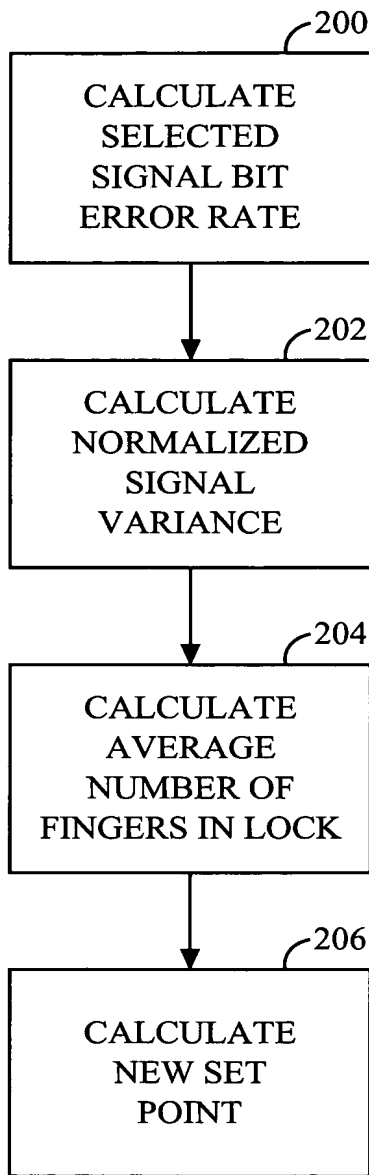 200
CALCULATE
SELECTED
SIGNAL BIT
ERROR RATE
202
CALCULATE
NORMALIZED
SIGNAL
VARIANCE
204
CALCULATE
AVERAGE
NUMBER OF
FINGERS IN LOCK
206
CALCULATE
NEW SET
POINT